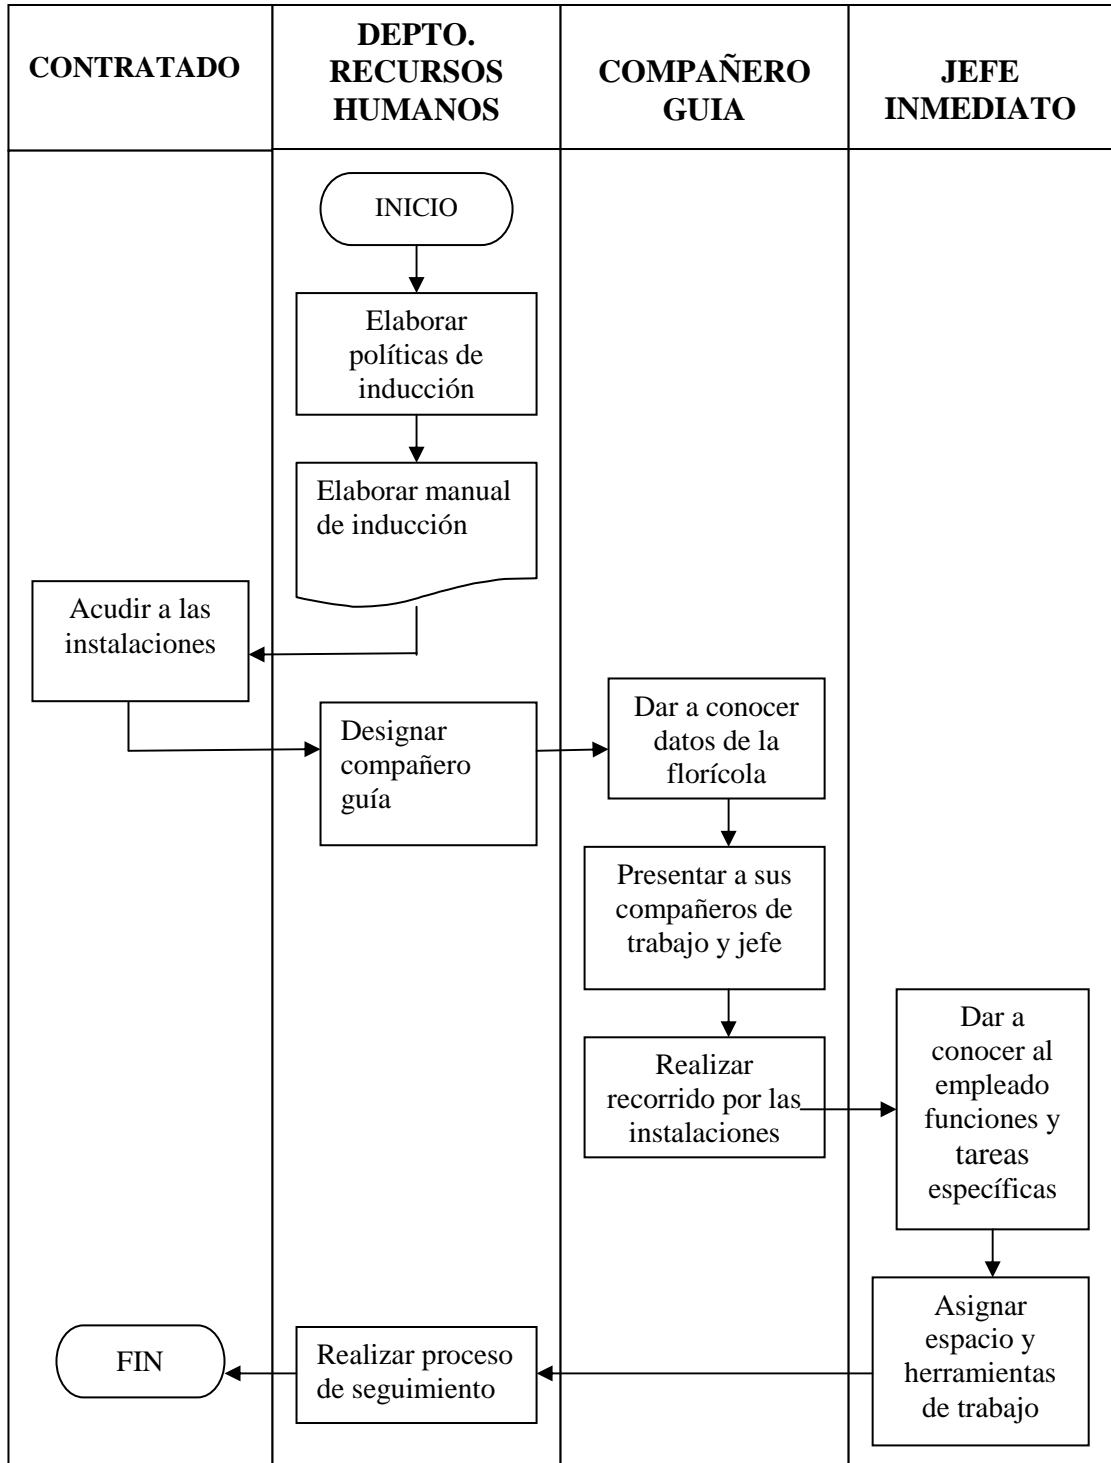 CONTRATADO
DEPTO.
RECURSOS
HUMANOS
COMPAÑERO
GUIA
JEFE
INMEDIATO
INICIO
Elaborar
políticas de
inducción
Elaborar manual
de inducción
Acudir a las
instalaciones
Designar
compañero
guía
Dar a conocer
datos de la
florícola
Presentar a sus
compañeros de
trabajo y jefe
Realizar
recorrido por las
instalaciones
Dar a
conocer al
empleado
funciones y
tareas
específicas
Asignar
espacio y
herramientas
de trabajo
Realizar proceso
de seguimiento
FIN